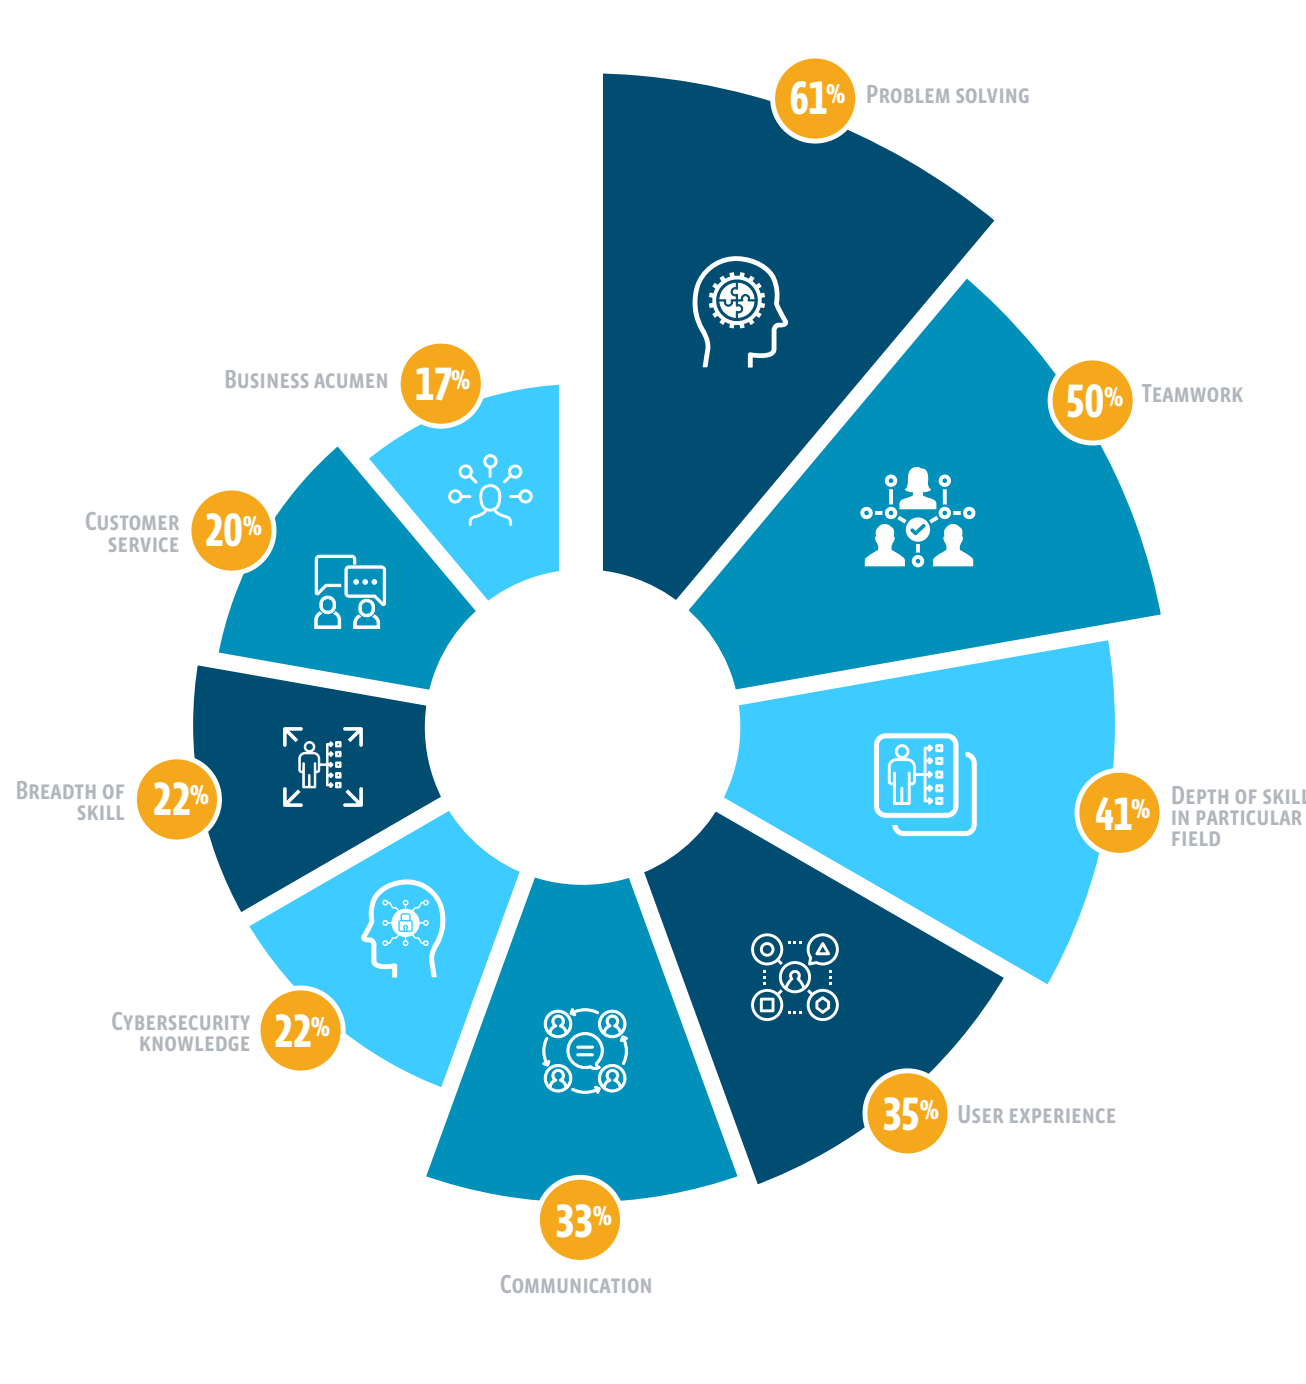 61%
Problem solving
50%
Teamwork
41%
Depth of skill
in particular
field
35%
User experience
33%
Communication
22%
Cybersecurity
knowledge
22%
Breadth of
skill
20%
Customer
service
17%
Business acumen